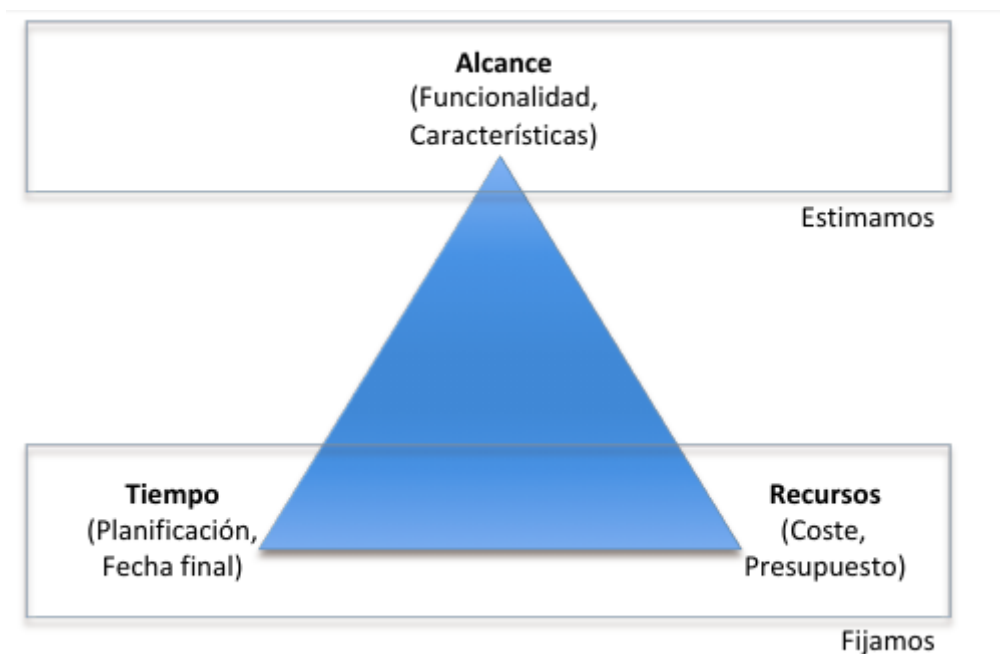 Alcance
(Funcionalidad,
Características)
Estimamos
Tiempo
(Planificación,
Fecha final)
Recursos
(Coste,
Presupuesto)
Fijamos